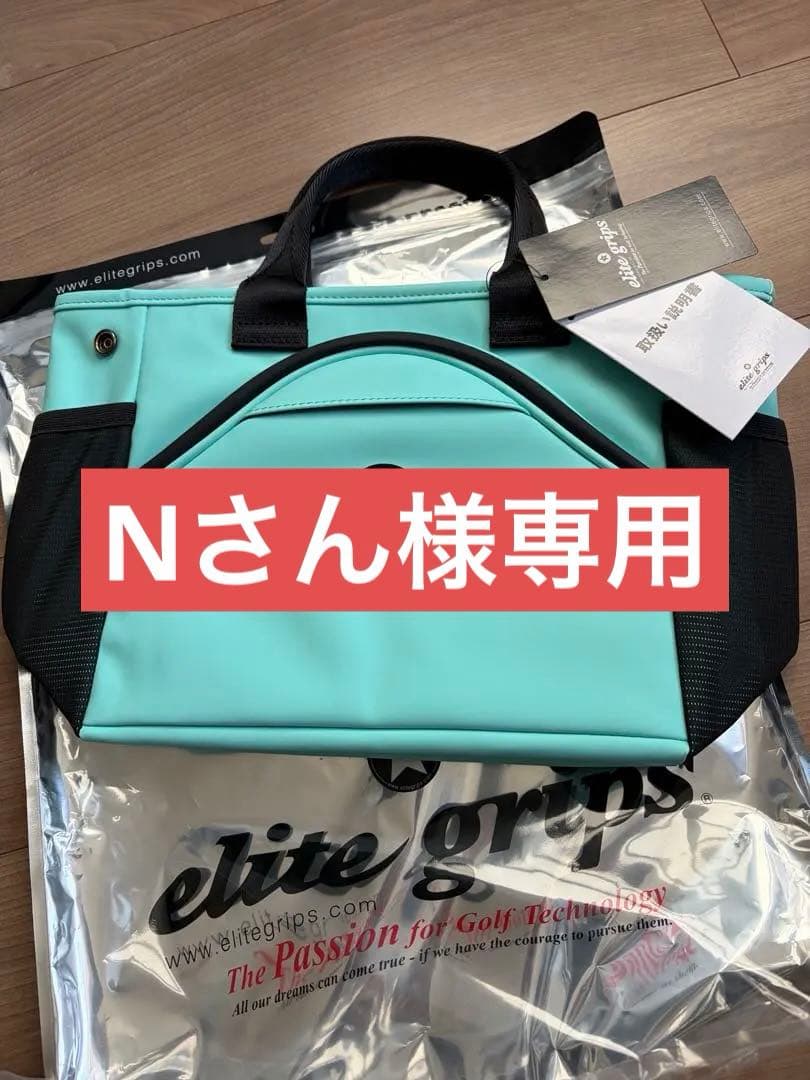 www.elitegrips.com
elite grips
取扱い説明書
elite grips
Nさん様専用
elite grips®
www.elitegrips.com
The Passion for Golf Technology
All our dreams can come true - if we have the courage to pursue them.